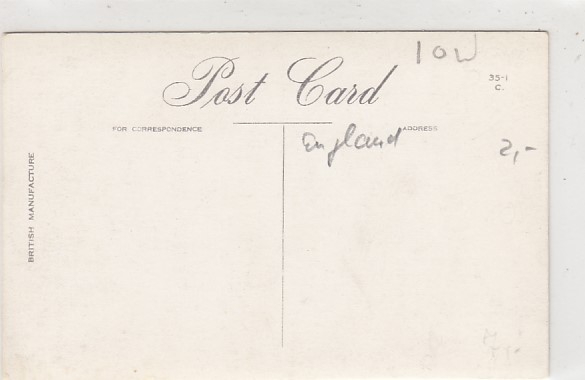 IOW
Post Card
35-1
C.
FOR CORRESPONDENCE
ADDRESS
England
2,-
BRITISH MANUFACTURE